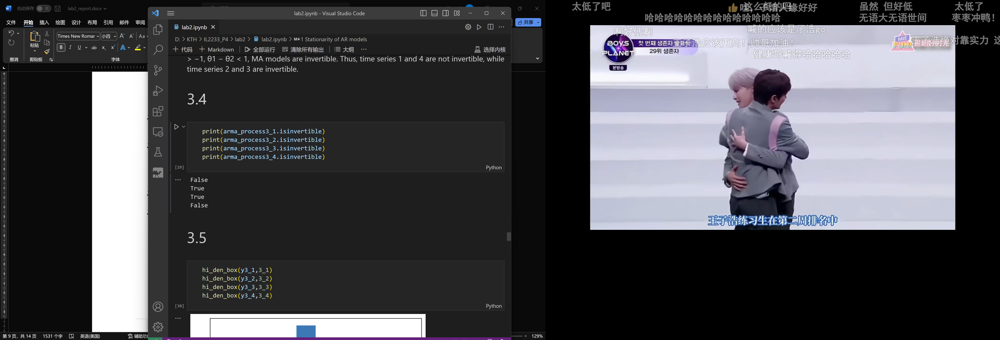 自动保存
关
lab2_report.docx
文件 开始 插入 绘图 设计 布局 引用 邮件 审阅
共享
粘贴
Times New Romar
小四
Aa
B I U ab x₂ x² A
撤消
剪贴板
字体
第 9 页，共 14 页 1531 个字 英语(美国) 辅助功
129%
lab2.ipynb - Visual Studio Code
lab2.ipynb
D: > KTH > IL2233_P4 > lab2 > lab2.ipynb > M↓1 Stationarity of AR models
代码
Markdown
全部运行
清除所有输出
大纲
选择内核
> −1, θ1 − θ2 < 1, MA models are invertible. Thus, time series 1 and 4 are not invertible, while
time series 2 and 3 are invertible.
3.4
print(arma_process3_1.isinvertible)
print(arma_process3_2.isinvertible)
print(arma_process3_3.isinvertible)
print(arma_process3_4.isinvertible)
[29]
Python
False
True
True
False
3.5
hi_den_box(y3_1,3_1)
hi_den_box(y3_2,3_2)
hi_den_box(y3_3,3_3)
hi_den_box(y3_4,3_4)
[30]
Python
太低了吧
虽然 但好低
太低了
哈哈哈哈哈哈哈哈哈哈哈哈哈哈
无语大无语世间
枣枣冲鸭！
啊好低啊
喊的应该是子浩go
王子浩应该更高！帅哥加油！
王子浩绝对靠实力
健康哥喊得哈哈哈哈哈
BOYS
PLANET
본방송
첫 번째 생존자 발표식
29위 생존자
HAVE
FUN!
王子浩练习生在第二周排名中